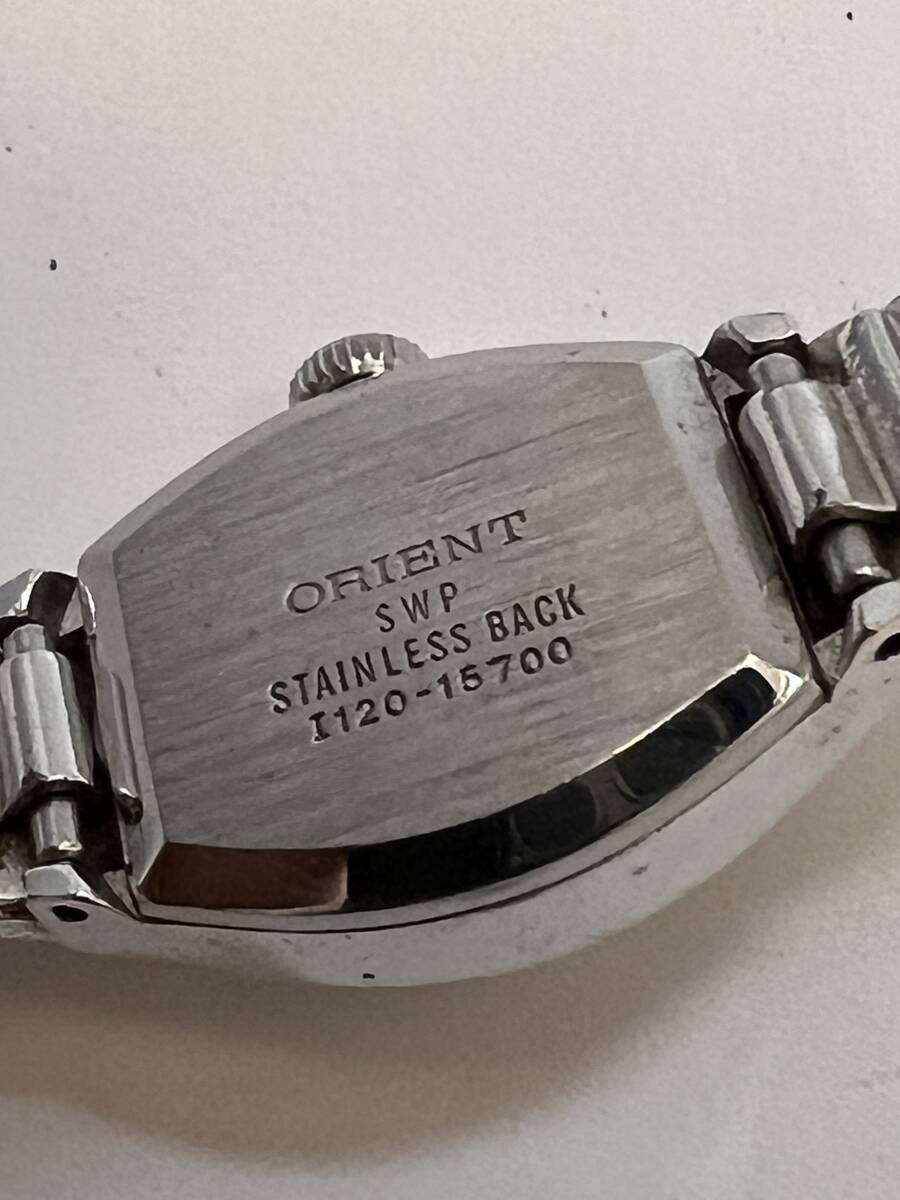 ORIENT
SWP
STAINLESS BACK
I120-15700